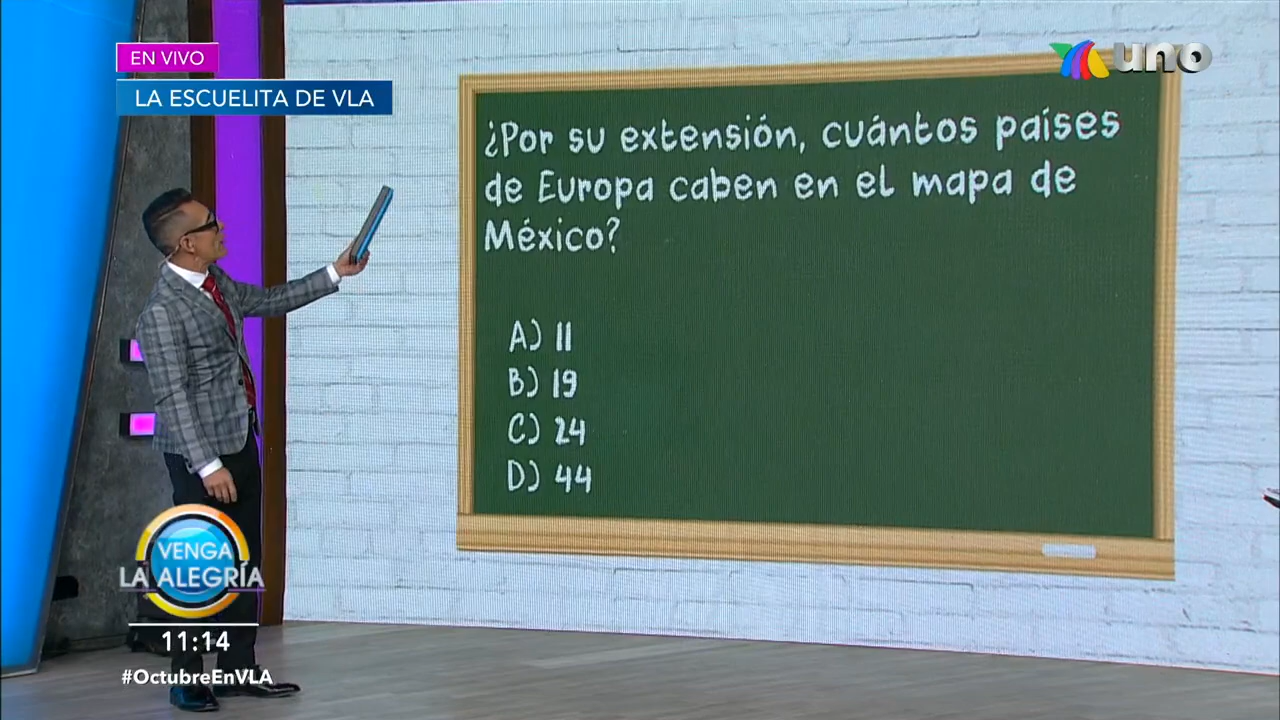 EN VIVO
LA ESCUELITA DE VLA
uno
¿Por su extensión, cuántos países
de Europa caben en el mapa de
México?
A) 11
B) 19
C) 24
D) 44
VENGA
LA ALEGRÍA
11:14
#OctubreEnVLA